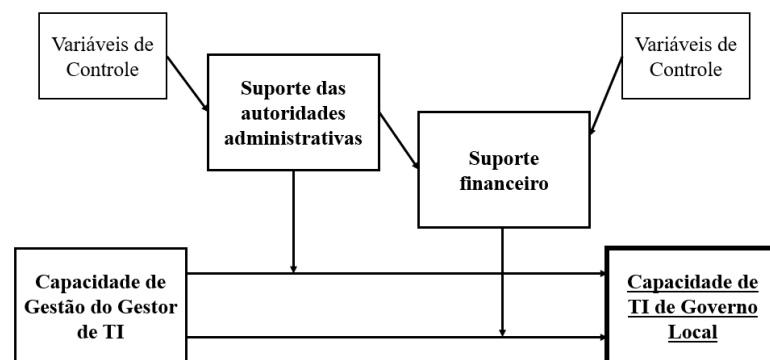 Variáveis de
Controle
Variáveis de
Controle
Suporte das
autoridades
administrativas
Suporte
financeiro
Capacidade de
Gestão do Gestor
de TI
Capacidade de
TI de Governo
Local